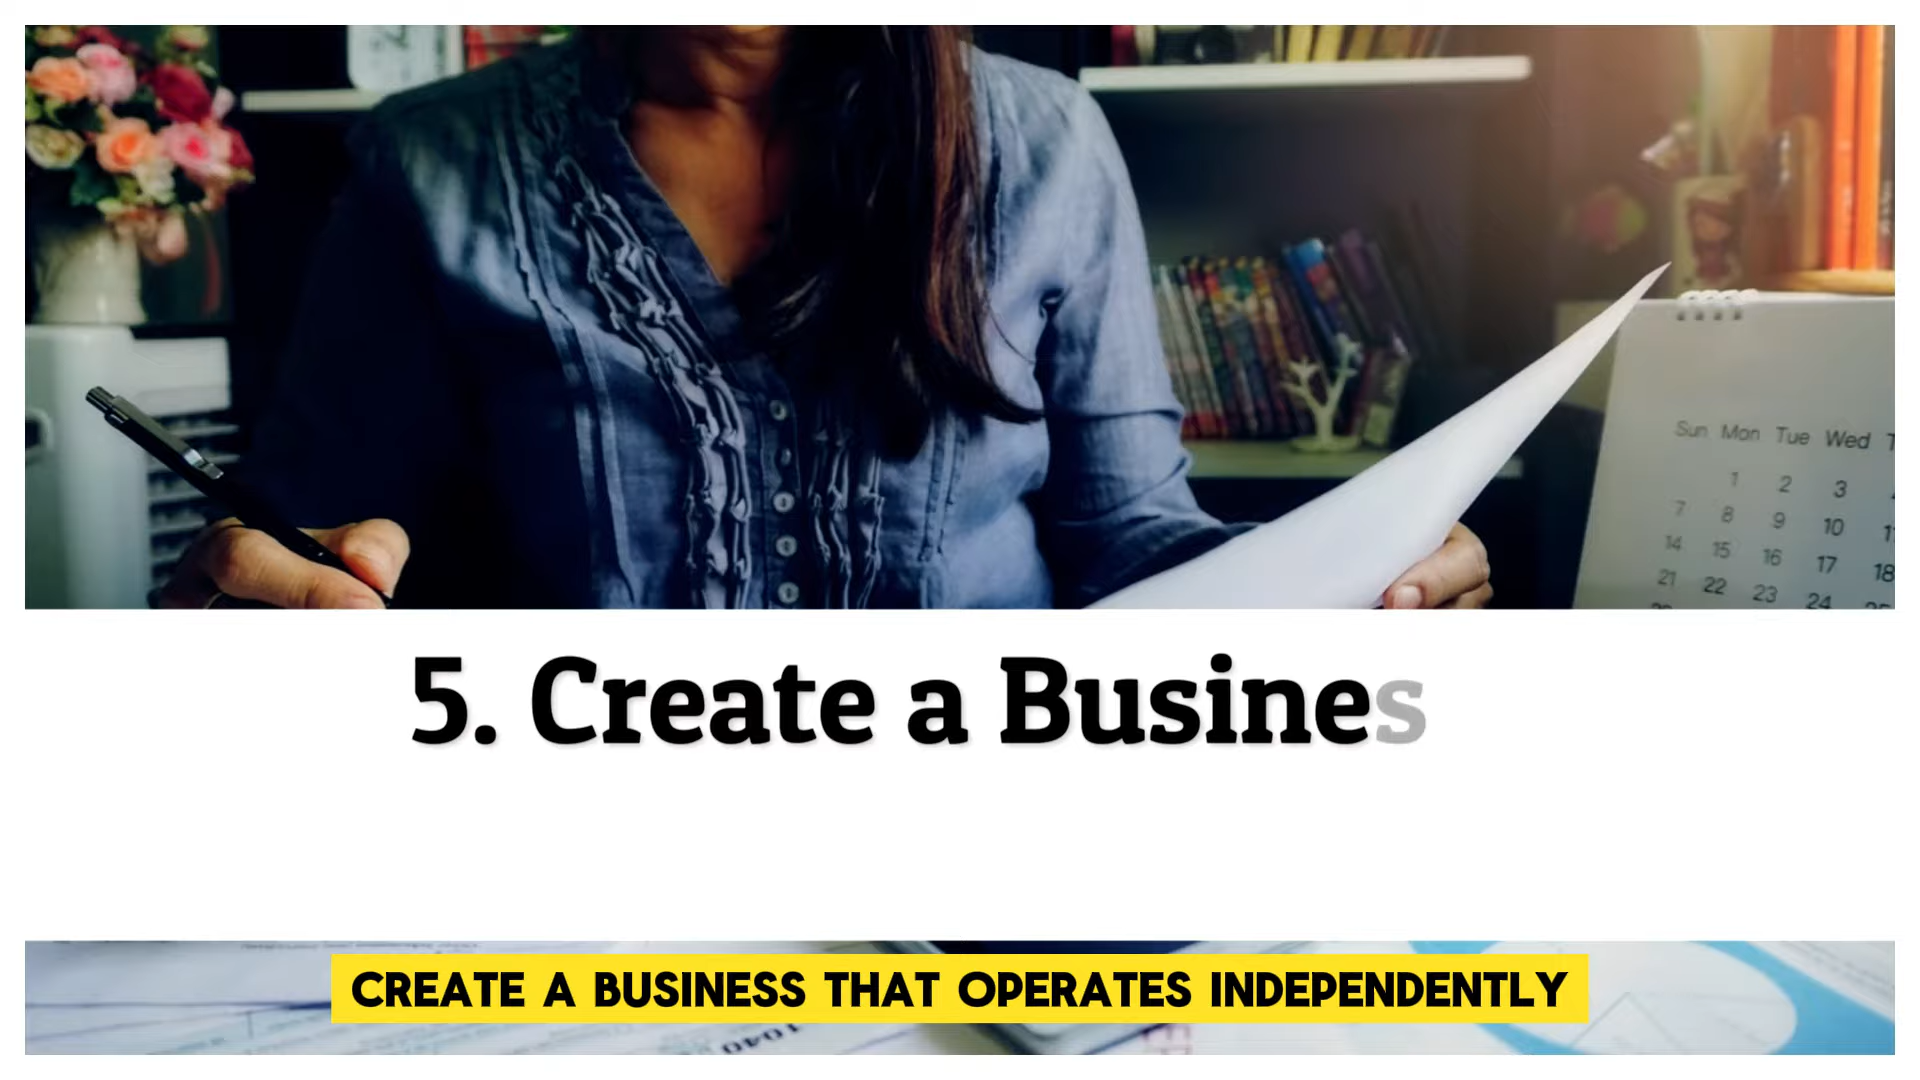 Sun Mon Tue Wed
1 2 3
7 8 9 10
14 15 16 17 18
21 22 23 24
5. Create a Busines
CREATE A BUSINESS THAT OPERATES INDEPENDENTLY
1040